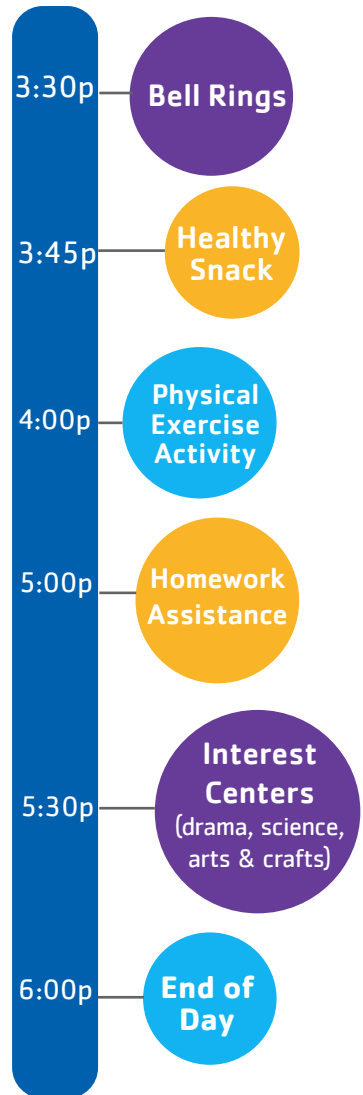 3:30p
Bell Rings
3:45p
Healthy
Snack
4:00p
Physical
Exercise
Activity
5:00p
Homework
Assistance
5:30p
Interest
Centers
(drama, science,
arts & crafts)
6:00p
End of
Day